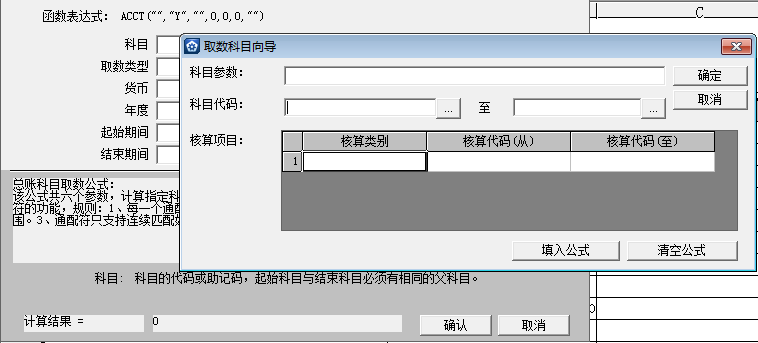 函数表达式: ACCT("","Y","",0,0,0,"")
C
科目
取数类型
货币
年度
起始期间
结束期间
取数科目向导
科目参数:
确定
科目代码:
...
至
...
取消
核算项目:
核算类别 核算代码(从) 核算代码(至)
1
填入公式 清空公式
总账科目取数公式:
该公式共六个参数，计算指定科
符的功能，规则：1、每一个通配
围。3、通配符只支持连续匹配如
科目: 科目的代码或助记码，起始科目与结束科目必须有相同的父科目。
计算结果 = 0
确认 取消